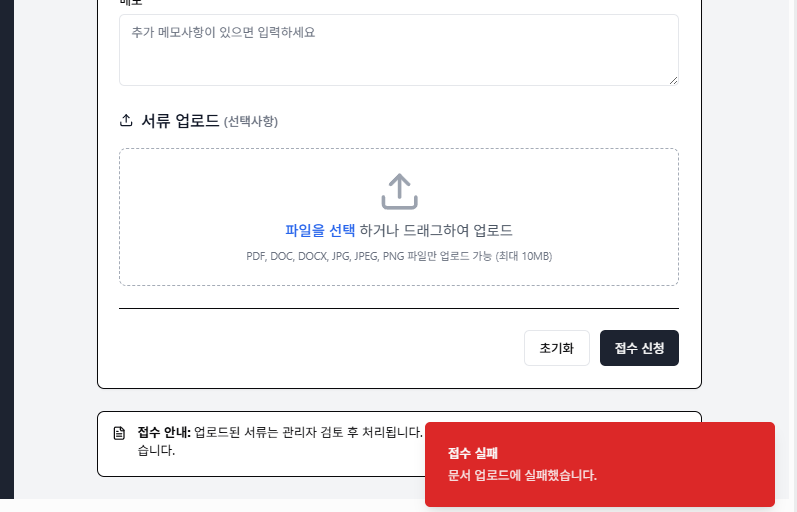 메모
추가 메모사항이 있으면 입력하세요
서류 업로드 (선택사항)
파일을 선택 하거나 드래그하여 업로드
PDF, DOC, DOCX, JPG, JPEG, PNG 파일만 업로드 가능 (최대 10MB)
초기화
접수 신청
접수 안내: 업로드된 서류는 관리자 검토 후 처리됩니다.
습니다.
접수 실패
문서 업로드에 실패했습니다.